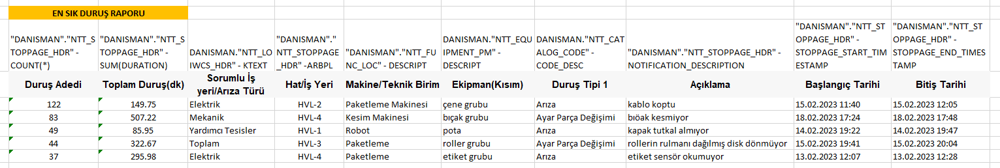 EN SIK DURUŞ RAPORU
"DANISMAN"."NTT_STOPPAGE_HDR" - COUNT(*)
"DANISMAN"."NTT_STOPPAGE_HDR" - SUM(DURATION)
DANISMAN."NTT_LOIWCS_HDR" - KTEXT
"DANISMAN"."NTT_STOPPAGE_HDR" -ARBPL
"DANISMAN"."NTT_FUNC_LOC" - DESCRIPT
DANISMAN."NTT_EQUIPMENT_PM" - DESCRIPT
DANISMAN."NTT_CATALOG_CODE" - CODE_DESC
"DANISMAN"."NTT_STOPPAGE_HDR" - NOTIFICATION_DESCRIPTION
"DANISMAN"."NTT_STOPPAGE_HDR" - STOPPAGE_START_TIMESTAMP
"DANISMAN"."NTT_STOPPAGE_HDR" - STOPPAGE_END_TIMESTAMP
Duruş Adedi Toplam Duruş(dk) Sorumlu İş yeri/Arıza Türü Hat/İş Yeri Makine/Teknik Birim Ekipman(Kısım) Duruş Tipi 1 Açıklama Başlangıç Tarihi Bitiş Tarihi
122 149.75 Elektrik HVL-2 Paketleme Makinesi çene grubu Arıza kablo koptu 15.02.2023 11:40 15.02.2023 12:05
83 507.22 Mekanik HVL-4 Kesim Makinesi bıçak grubu Ayar Parça Değişimi bıöak kesmiyor 18.02.2023 17:24 18.02.2023 17:48
49 85.95 Yardımcı Tesisler HVL-1 Robot pota Arıza kapak tutkal almıyor 14.02.2023 19:22 14.02.2023 19:47
44 322.67 Toplam HVL-3 Paketleme roller grubu Ayar Parça Değişimi rollerin rulmanı dağılmış disk dönmüyor 15.02.2023 19:41 15.02.2023 20:04
37 295.98 Elektrik HVL-4 Paketleme etiket grubu Arıza etiket sensör okumuyor 13.02.2023 12:07 13.02.2023 12:28